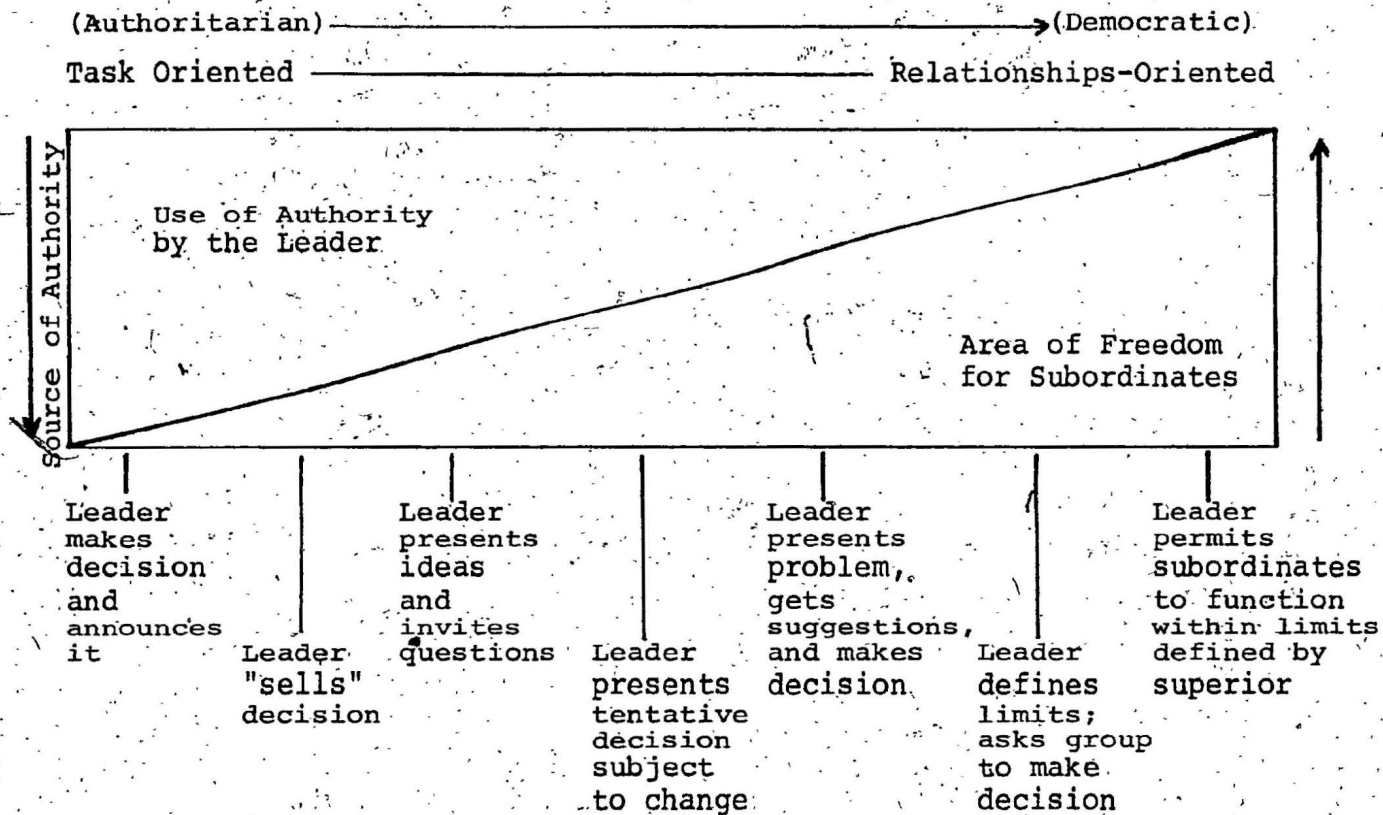 (Authoritarian) (Democratic)
Task Oriented Relationships-Oriented
Source of Authority
Use of Authority
by the Leader
Area of Freedom
for Subordinates
Leader
makes
decision
and
announces
it
Leader
"sells"
decision
Leader
presents
ideas
and
invites
questions
Leader
presents
tentative
decision
subject
to change
Leader
presents
problem,
gets
suggestions,
and makes
decision
Leader
defines
limits;
asks group
to make
decision
Leader
permits
subordinates
to function
within limits
defined by
superior